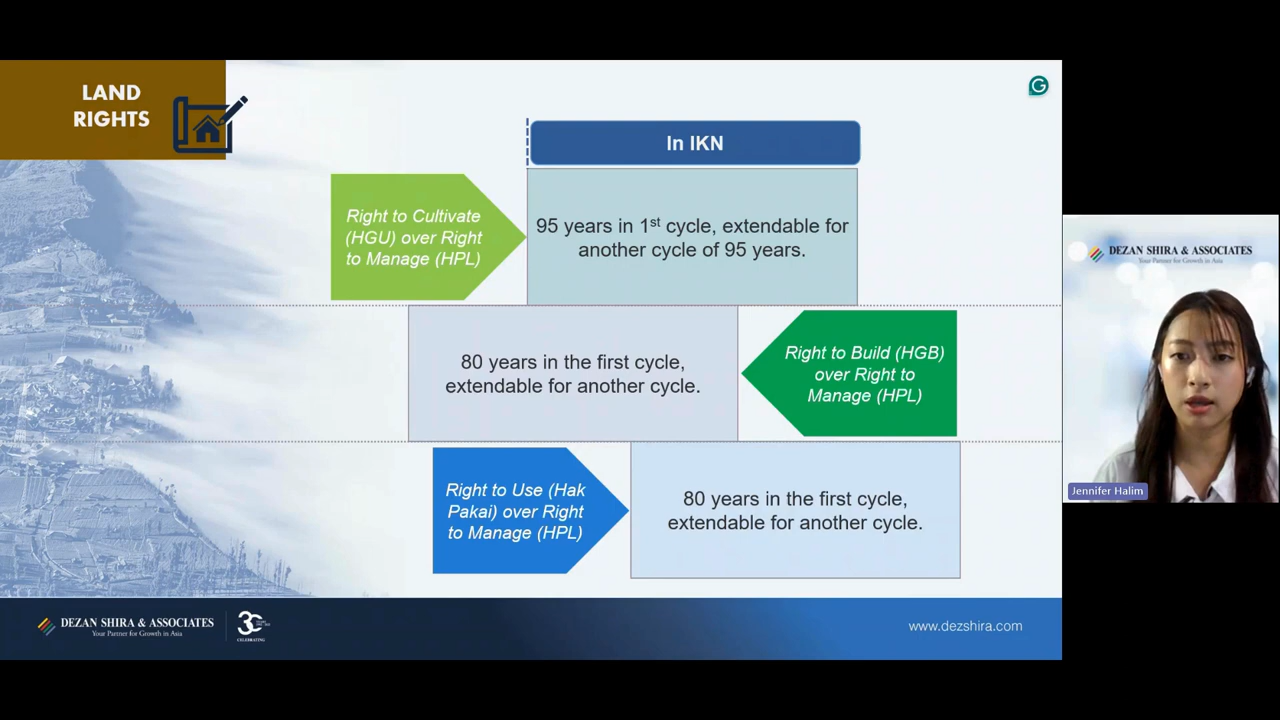 LAND
RIGHTS
In IKN
Right to Cultivate
(HGU) over Right
to Manage (HPL)
95 years in 1st cycle, extendable for
another cycle of 95 years.
80 years in the first cycle,
extendable for another cycle.
Right to Build (HGB)
over Right to
Manage (HPL)
Right to Use (Hak
Pakai) over Right
to Manage (HPL)
80 years in the first cycle,
extendable for another cycle.
DEZAN SHIRA & ASSOCIATES
Your Partner for Growth in Asia
CELEBRATING
www.dezshira.com
DEZAN SHIRA & ASSOCIATES
Your Partner for Growth in Asia
Jennifer Halim